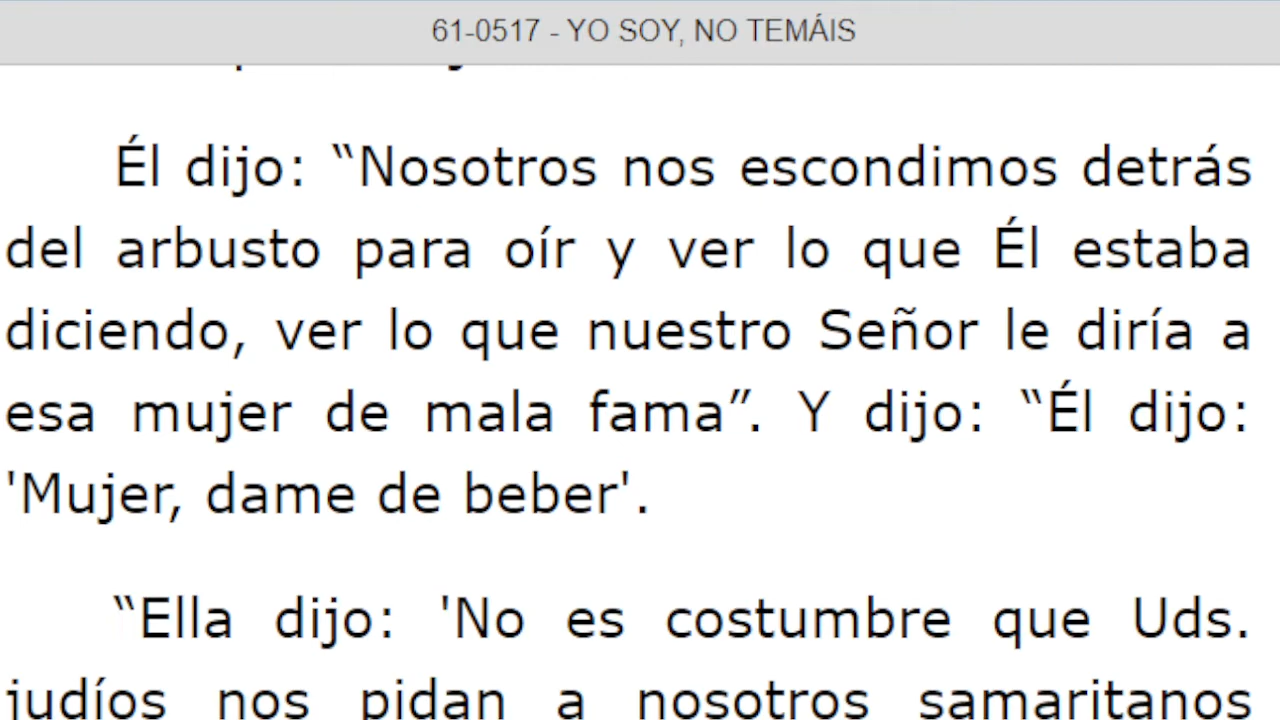 61-0517 - YO SOY, NO TEMÁIS
Él dijo: “Nosotros nos escondimos detrás
del arbusto para oír y ver lo que Él estaba
diciendo, ver lo que nuestro Señor le diría a
esa mujer de mala fama”. Y dijo: “Él dijo:
'Mujer, dame de beber'.
“Ella dijo: 'No es costumbre que Uds.
judíos nos pidan a nosotros samaritanos